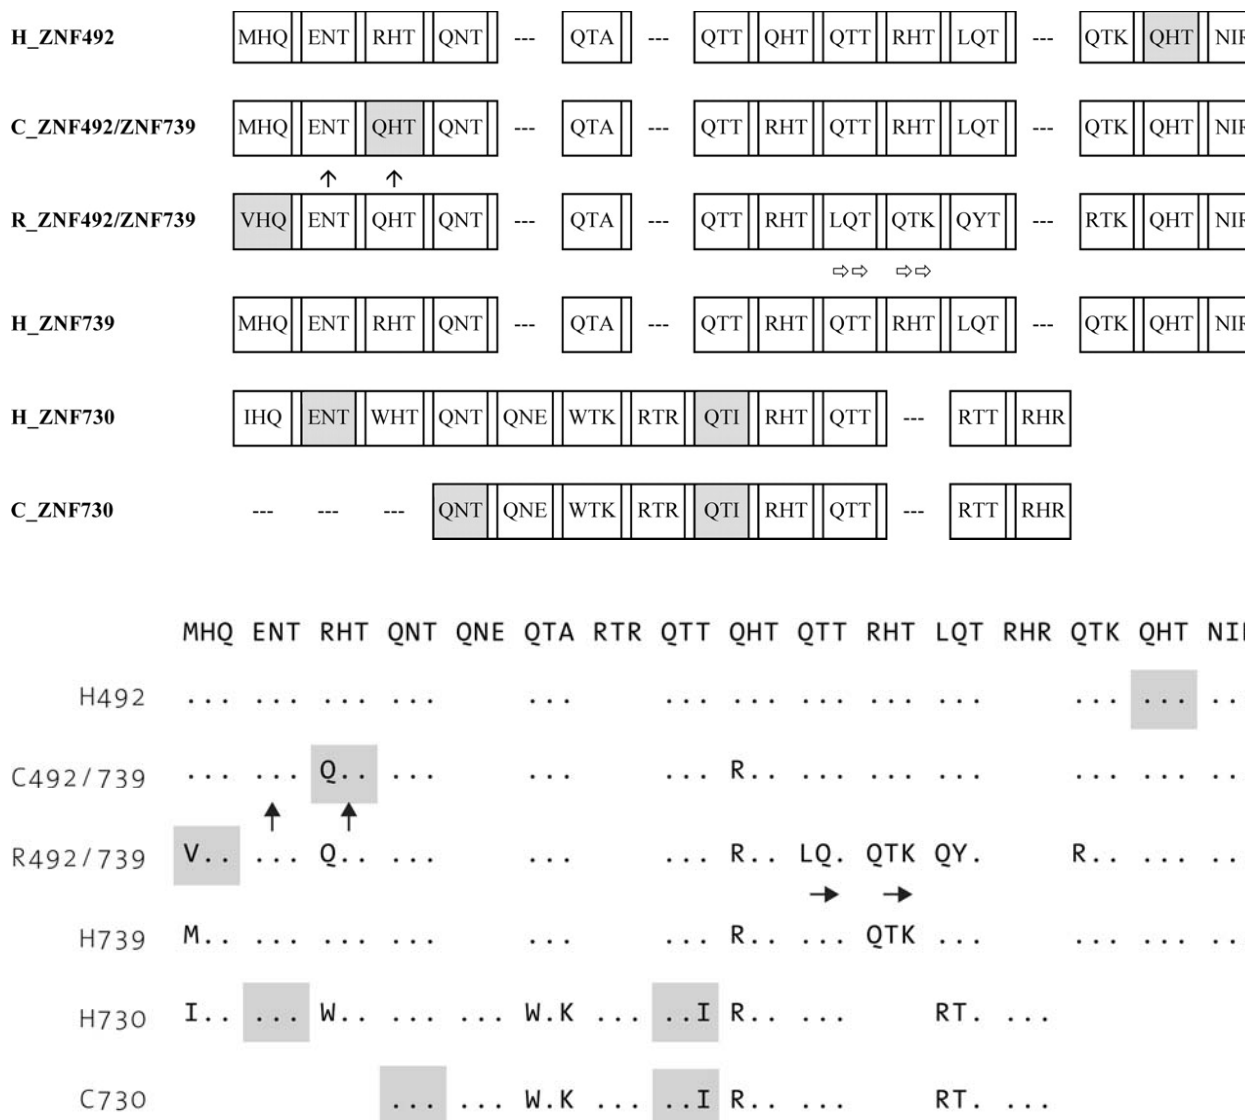 H_ZNF492 MHQ ENT RHT QNT --- QTA --- QTT QHT QTT RHT LQT --- QTK QHT
C_ZNF492/ZNF739 MHQ ENT QHT QNT --- QTA --- QTT RHT QTT RHT LQT --- QTK QHT
↑ ↑
R_ZNF492/ZNF739 VHQ ENT QHT QNT --- QTA --- QTT RHT LQT QTK QYT --- RTK QHT
⇨⇨ ⇨⇨
H_ZNF739 MHQ ENT RHT QNT --- QTA --- QTT RHT QTT RHT LQT --- QTK QHT
H_ZNF730 IHQ ENT WHT QNT QNE WTK RTR QTI RHT QTT --- RTT RHR
C_ZNF730 --- --- --- QNT QNE WTK RTR QTI RHT QTT --- RTT RHR
MHQ ENT RHT QNT QNE QTA RTR QTT QHT QTT RHT LQT RHR QTK QHT
H492 ... ... ... ... ... ... ... ... ... ... ... ... ..
C492/739 ... ... Q.. ... ... ... R.. ... ... ... ... ... ..
↑ ↑
R492/739 V.. ... Q.. ... ... ... R.. LQ. QTK QY. R.. ... ..
→ →
H739 M.. ... ... ... ... ... R.. ... QTK ... ... ... ..
H730 I.. ... W.. ... ... W.K ... ..I R.. ... RT. ...
C730 ... ... W.K ... ..I R.. ... RT. ...